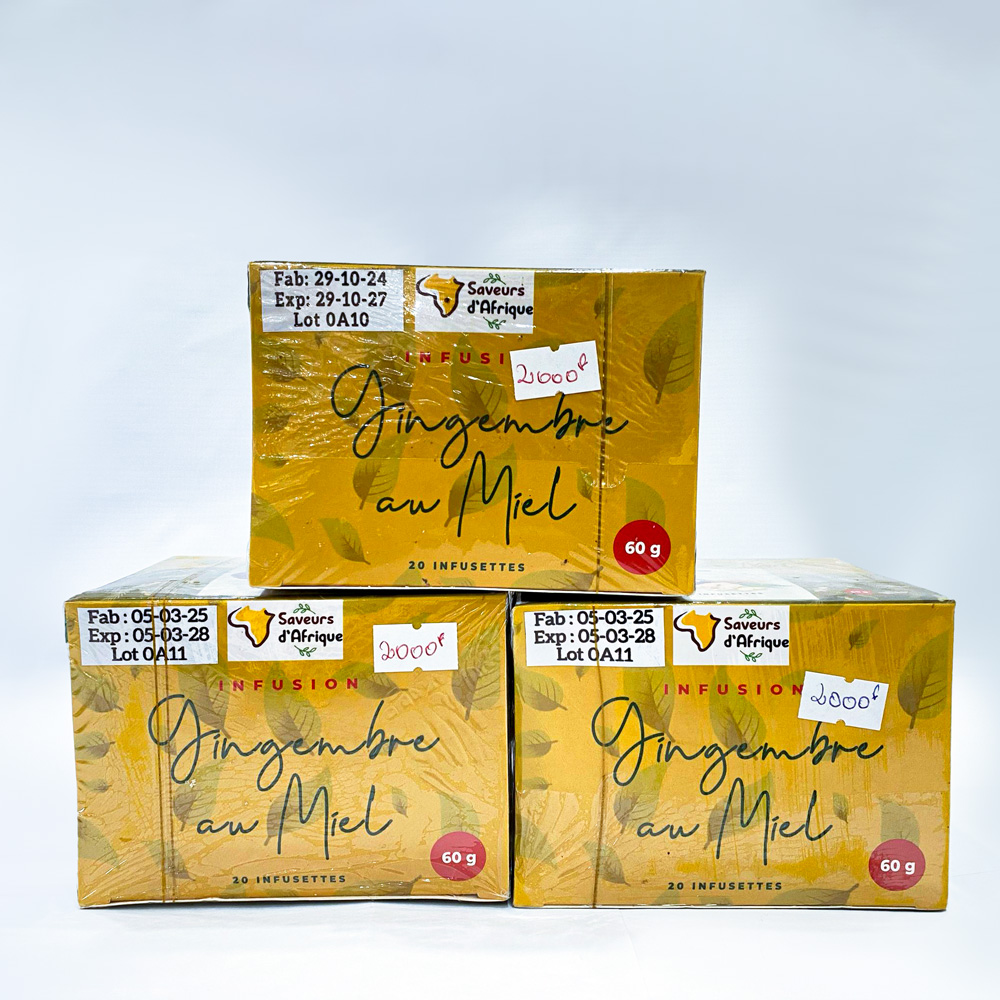 Fab: 29-10-24
Exp: 29-10-27
Lot 0A10
Saveurs
d'Afrique
INFUSI
2000f
Gingembre
au Miel
60 g
20 INFUSETTES
Fab : 05-03-25
Exp : 05-03-28
Lot 0A11
Saveurs
d'Afrique
2000f
INFUSION
Gingembre
au Miel
60 g
20 INFUSETTES
Fab : 05-03-25
Exp : 05-03-28
Lot 0A11
Saveurs
d'Afrique
INFUSION
2000f
Gingembre
au Miel
60 g
20 INFUSETTES